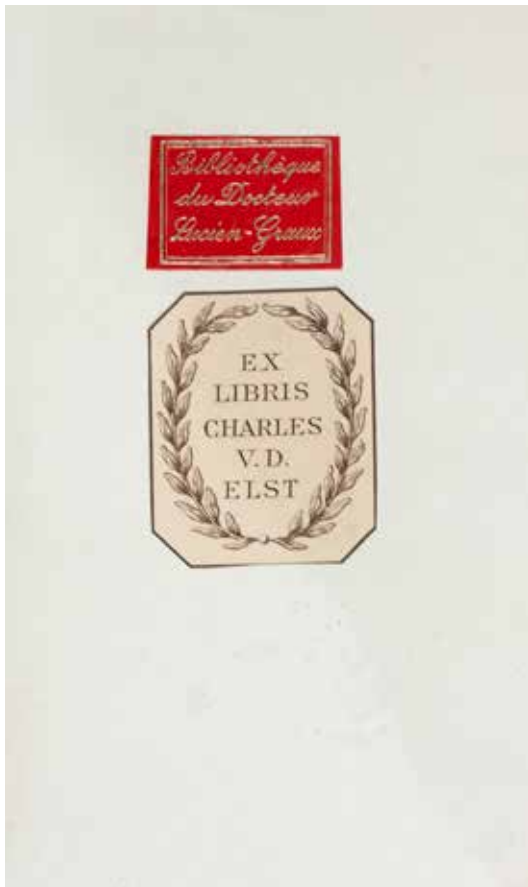 Bibliothèque
du Docteur
Lucien-Graux
EX
LIBRIS
CHARLES
V. D.
ELST